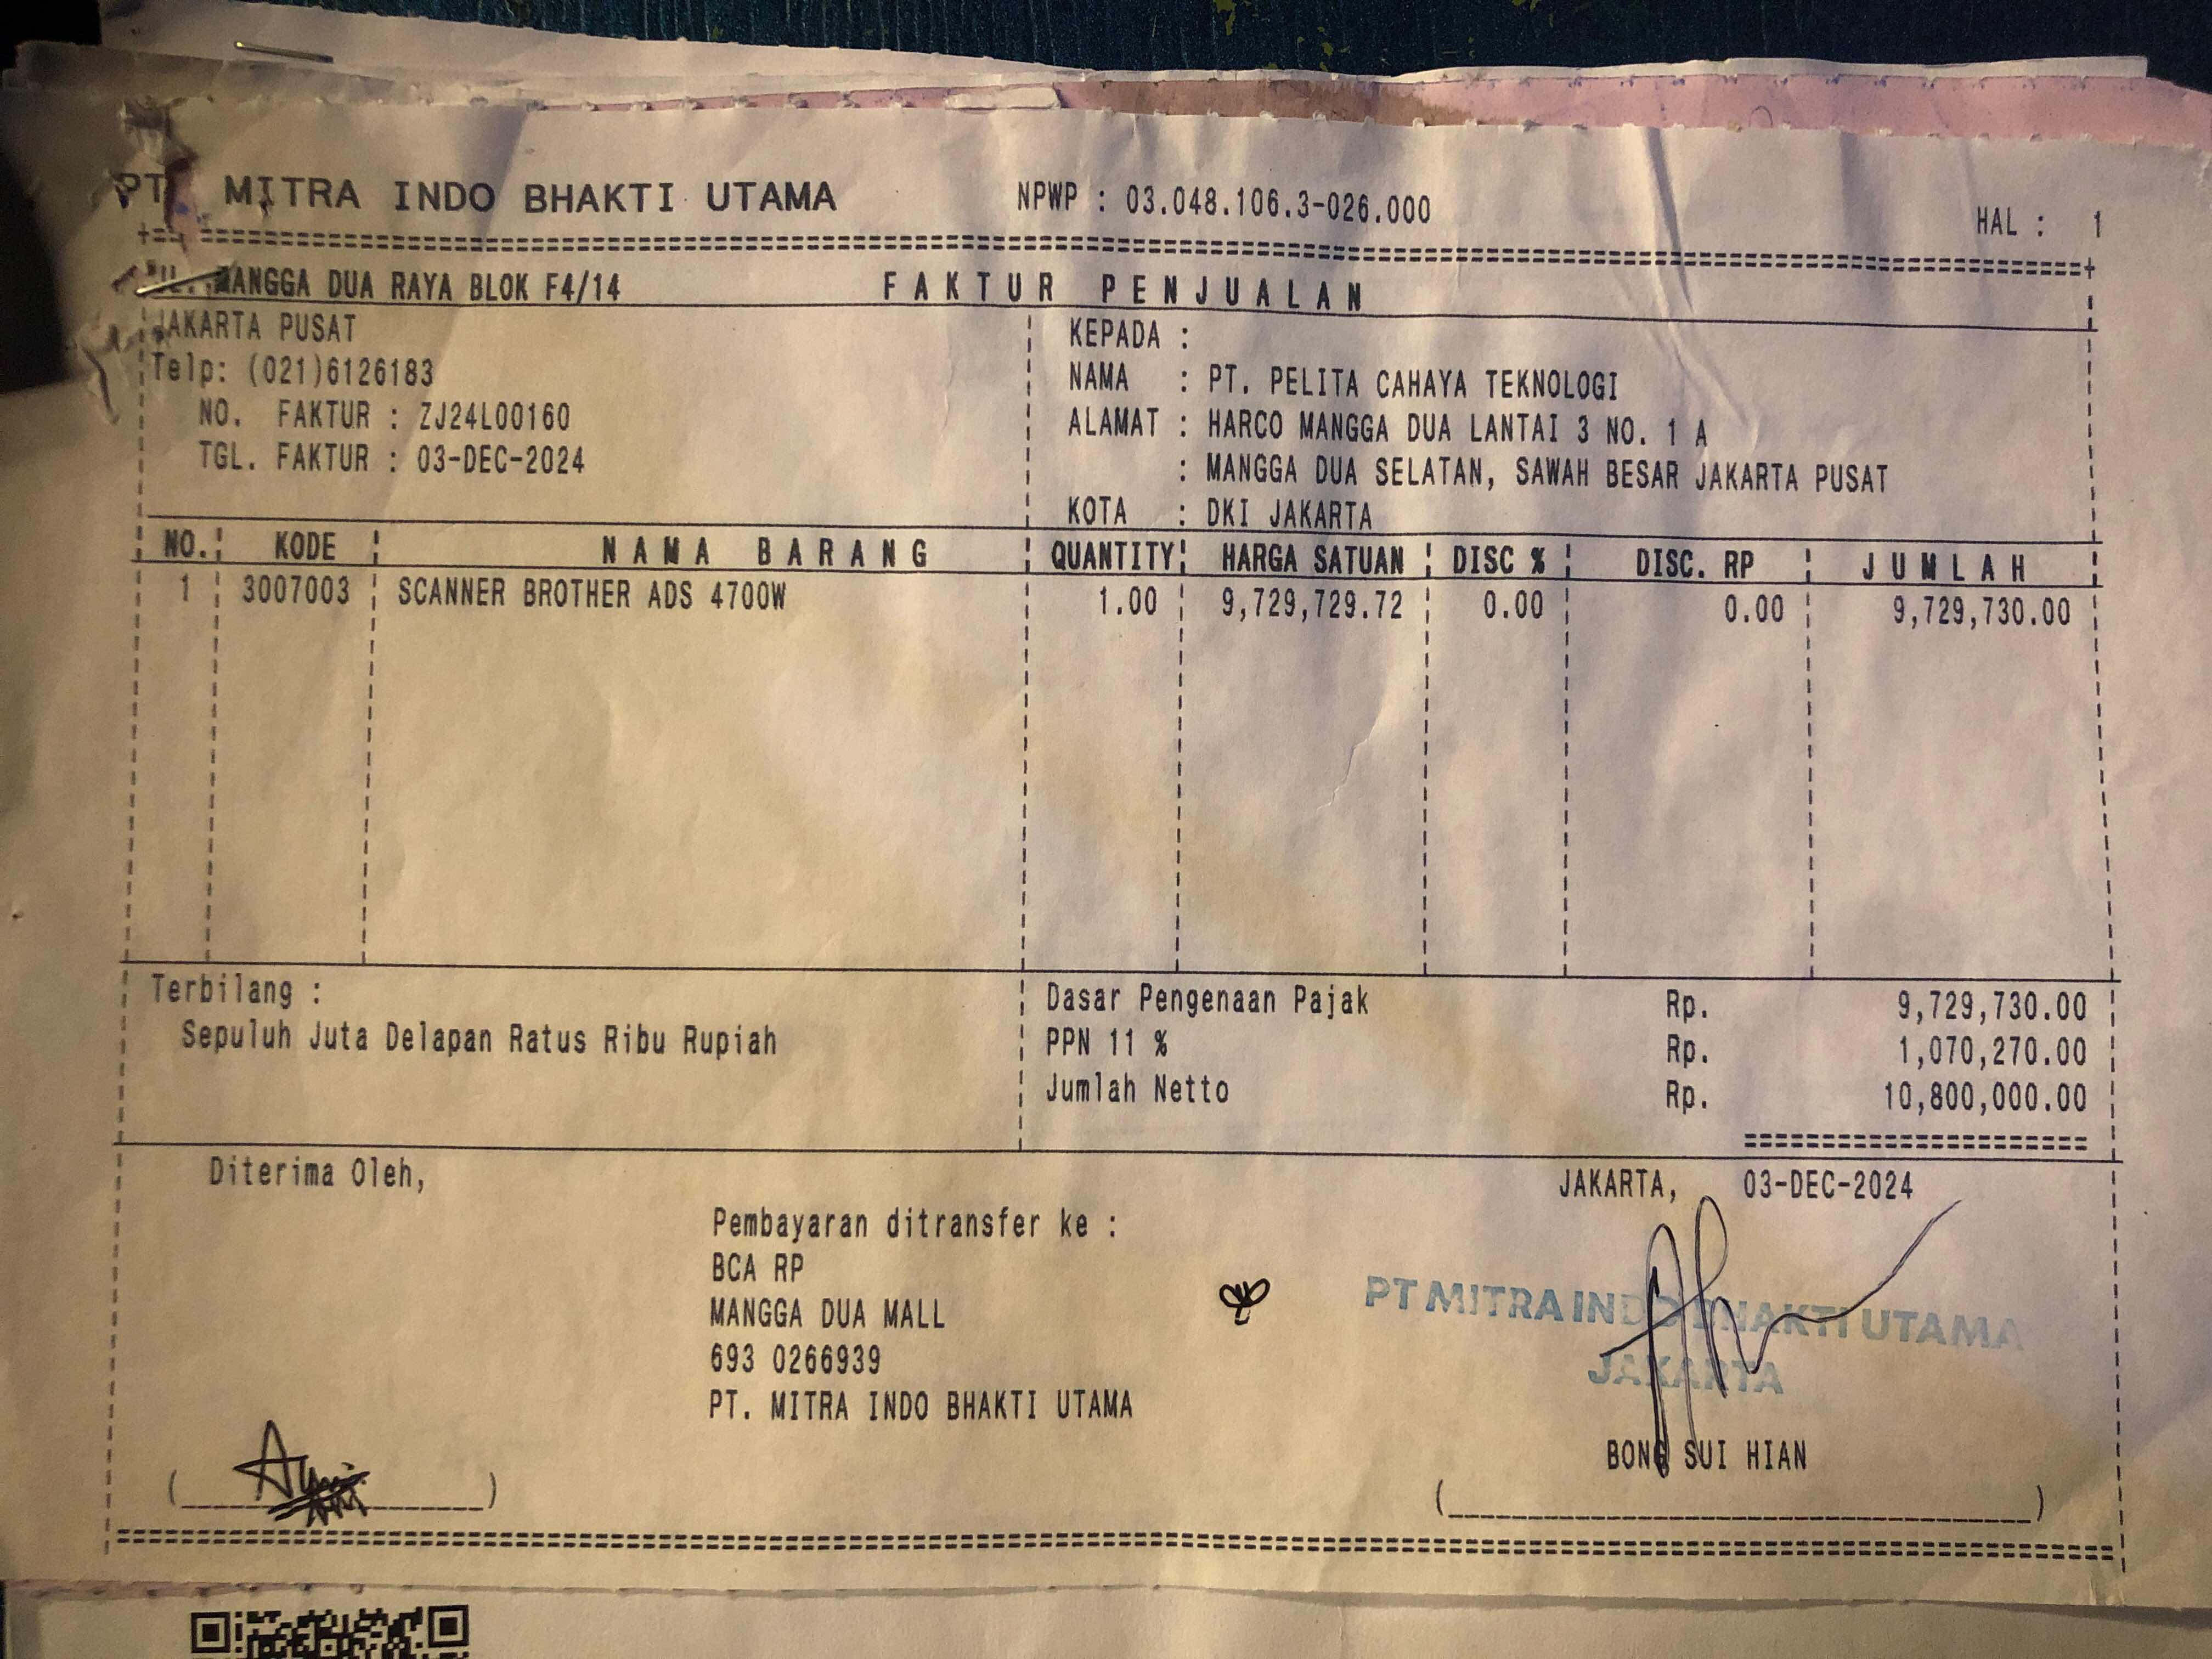 PT. MITRA INDO BHAKTI UTAMA NPWP : 03.048.106.3-026.000 HAL : 1
MANGGA DUA RAYA BLOK F4/14 FAKTUR PENJUALAN
JAKARTA PUSAT KEPADA :
Telp: (021)6126183 NAMA : PT. PELITA CAHAYA TEKNOLOGI
NO. FAKTUR : ZJ24L00160 ALAMAT : HARCO MANGGA DUA LANTAI 3 NO. 1 A
TGL. FAKTUR : 03-DEC-2024 : MANGGA DUA SELATAN, SAWAH BESAR JAKARTA PUSAT
KOTA : DKI JAKARTA
NO. KODE NAMA BARANG QUANTITY HARGA SATUAN DISC % DISC. RP JUMLAH
1 3007003 SCANNER BROTHER ADS 4700W 1.00 9,729,729.72 0.00 0.00 9,729,730.00
Terbilang : Dasar Pengenaan Pajak Rp. 9,729,730.00
Sepuluh Juta Delapan Ratus Ribu Rupiah PPN 11 % Rp. 1,070,270.00
Jumlah Netto Rp. 10,800,000.00
Diterima Oleh, JAKARTA, 03-DEC-2024
Pembayaran ditransfer ke :
BCA RP
MANGGA DUA MALL
693 0266939
PT. MITRA INDO BHAKTI UTAMA
PT MITRA INDO BHAKTI UTAMA
JAKARTA
BONG SUI HIAN